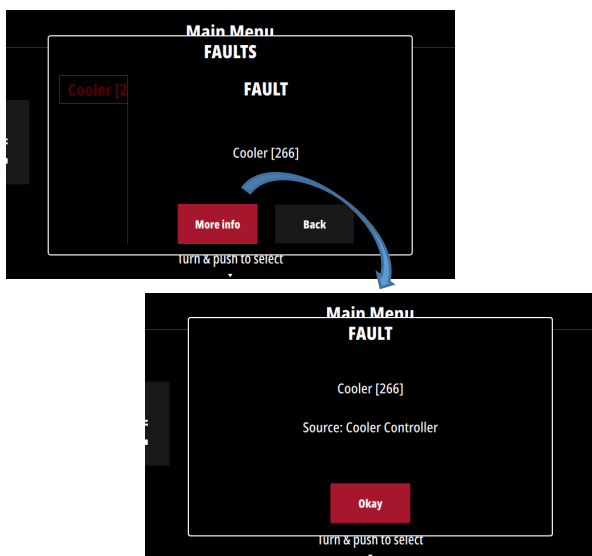 Main Menu
FAULTS
Cooler [2
FAULT
Cooler [266]
More info
Back
Turn & push to select
Main Menu
FAULT
Cooler [266]
Source: Cooler Controller
Okay
Turn & push to select